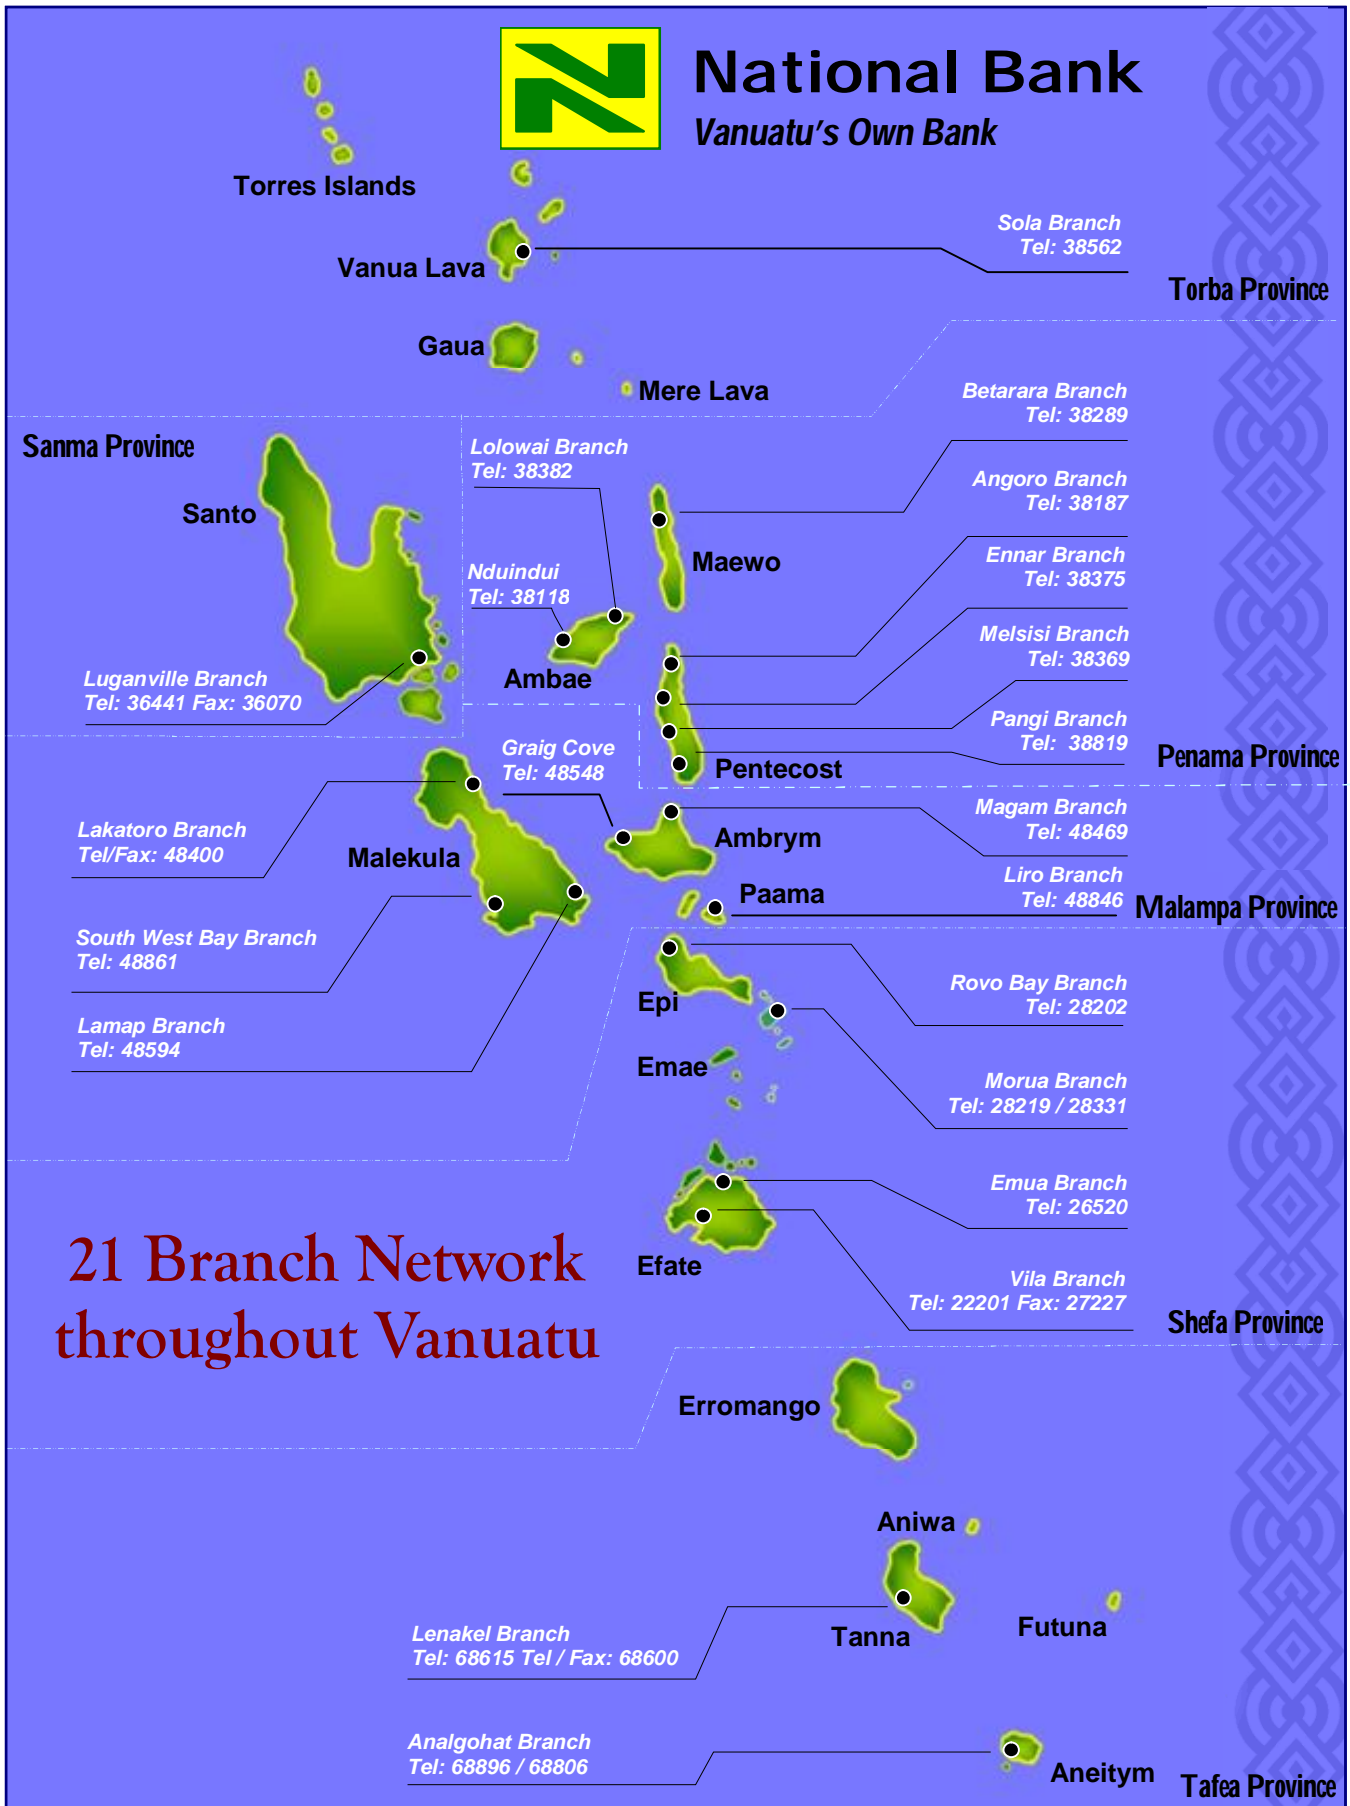 National Bank
Vanuatu's Own Bank
Torres Islands
Sola Branch
Tel: 38562
Vanua Lava
Torba Province
Gaua
Mere Lava
Betarara Branch
Tel: 38289
Sanma Province
Lolowai Branch
Tel: 38382
Santo
Angoro Branch
Tel: 38187
Maewo
Ennar Branch
Tel: 38375
Nduindui
Tel: 38118
Melsisi Branch
Tel: 38369
Ambae
Luganville Branch
Tel: 36441 Fax: 36070
Pangi Branch
Tel: 38819
Penama Province
Graig Cove
Tel: 48548
Pentecost
Magam Branch
Tel: 48469
Lakatoro Branch
Tel/Fax: 48400
Malekula
Ambrym
Liro Branch
Tel: 48846
Paama
Malampa Province
South West Bay Branch
Tel: 48861
Rovo Bay Branch
Tel: 28202
Epi
Lamap Branch
Tel: 48594
Emae
Morua Branch
Tel: 28219 / 28331
Emua Branch
Tel: 26520
21 Branch Network
throughout Vanuatu
Efate
Vila Branch
Tel: 22201 Fax: 27227
Shefa Province
Erromango
Aniwa
Tanna
Futuna
Lenakel Branch
Tel: 68615 Tel / Fax: 68600
Analgohat Branch
Tel: 68896 / 68806
Aneitym
Tafea Province